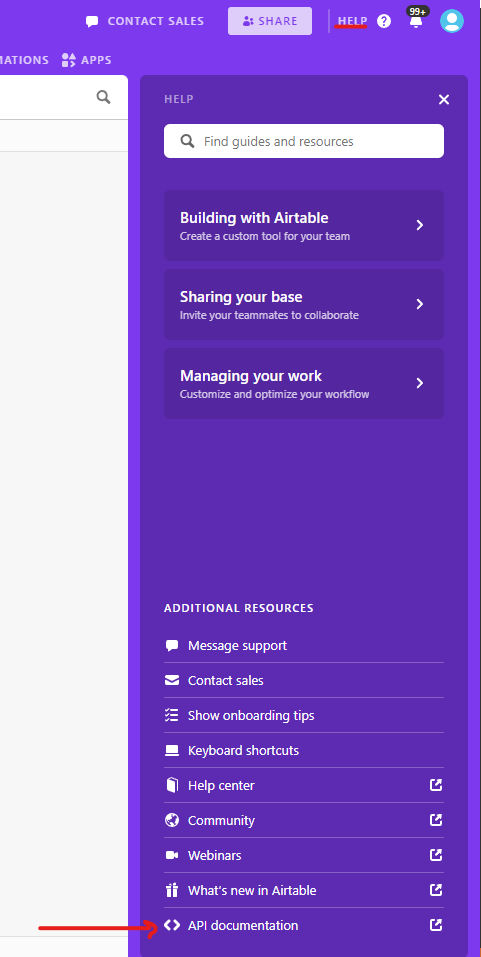 CONTACT SALES
SHARE
HELP
99+
MATIONS
APPS
HELP
Find guides and resources
Building with Airtable
Create a custom tool for your team
Sharing your base
Invite your teammates to collaborate
Managing your work
Customize and optimize your workflow
ADDITIONAL RESOURCES
Message support
Contact sales
Show onboarding tips
Keyboard shortcuts
Help center
Community
Webinars
What's new in Airtable
API documentation